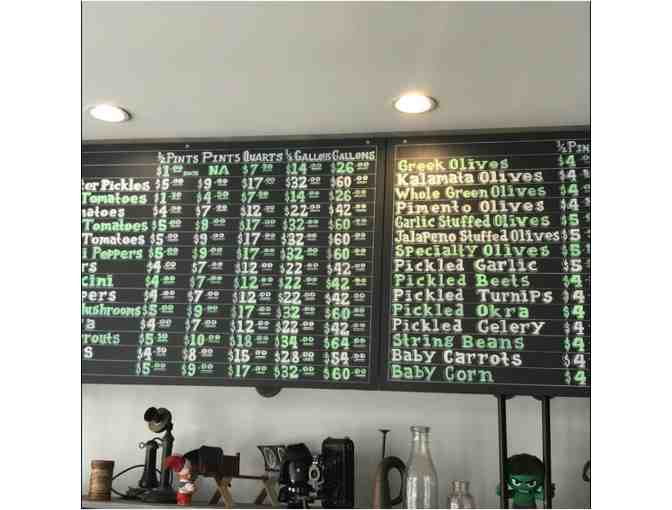 ½ Pints Pints Quarts ½ Gallons Gallons
$1.00 each NA $7.50 $14.00 $26.00
ter Pickles $5.00 $9.00 $17.00 $32.00 $60.00
Tomatoes $1.50 $4.50 $7.50 $14.00 $26.00
matoes $4.00 $7.00 $12.00 $22.00 $42.00
Tomatoes $5.00 $9.00 $17.00 $32.00 $60.00
Tomatoes $5.00 $9.00 $17.00 $32.00 $60.00
i Peppers $5.00 $9.00 $17.00 $32.00 $60.00
rs $4.00 $7.00 $12.00 $22.00 $42.00
cini $4.00 $7.00 $12.00 $22.00 $42.00
pers $4.00 $7.00 $12.00 $22.00 $42.00
ushrooms $5.00 $9.00 $17.00 $32.00 $60.00
a $4.00 $7.00 $12.00 $22.00 $42.00
routs $5.50 $10.00 $18.00 $34.00 $64.00
s $4.50 $8.00 $15.00 $28.00 $54.00
$5.00 $9.00 $17.00 $32.00 $60.00
½ Pin
Greek Olives $4
Kalamata Olives $4
Whole Green Olives $4
Pimento Olives $4
Garlic Stuffed Olives $5
Jalapeno Stuffed Olives $5
Specialty Olives $5
Pickled Garlic $5
Pickled Beets $4
Pickled Turnips $4
Pickled Okra $4
Pickled Celery $4
String Beans $4
Baby Carrots $4
Baby Corn $4